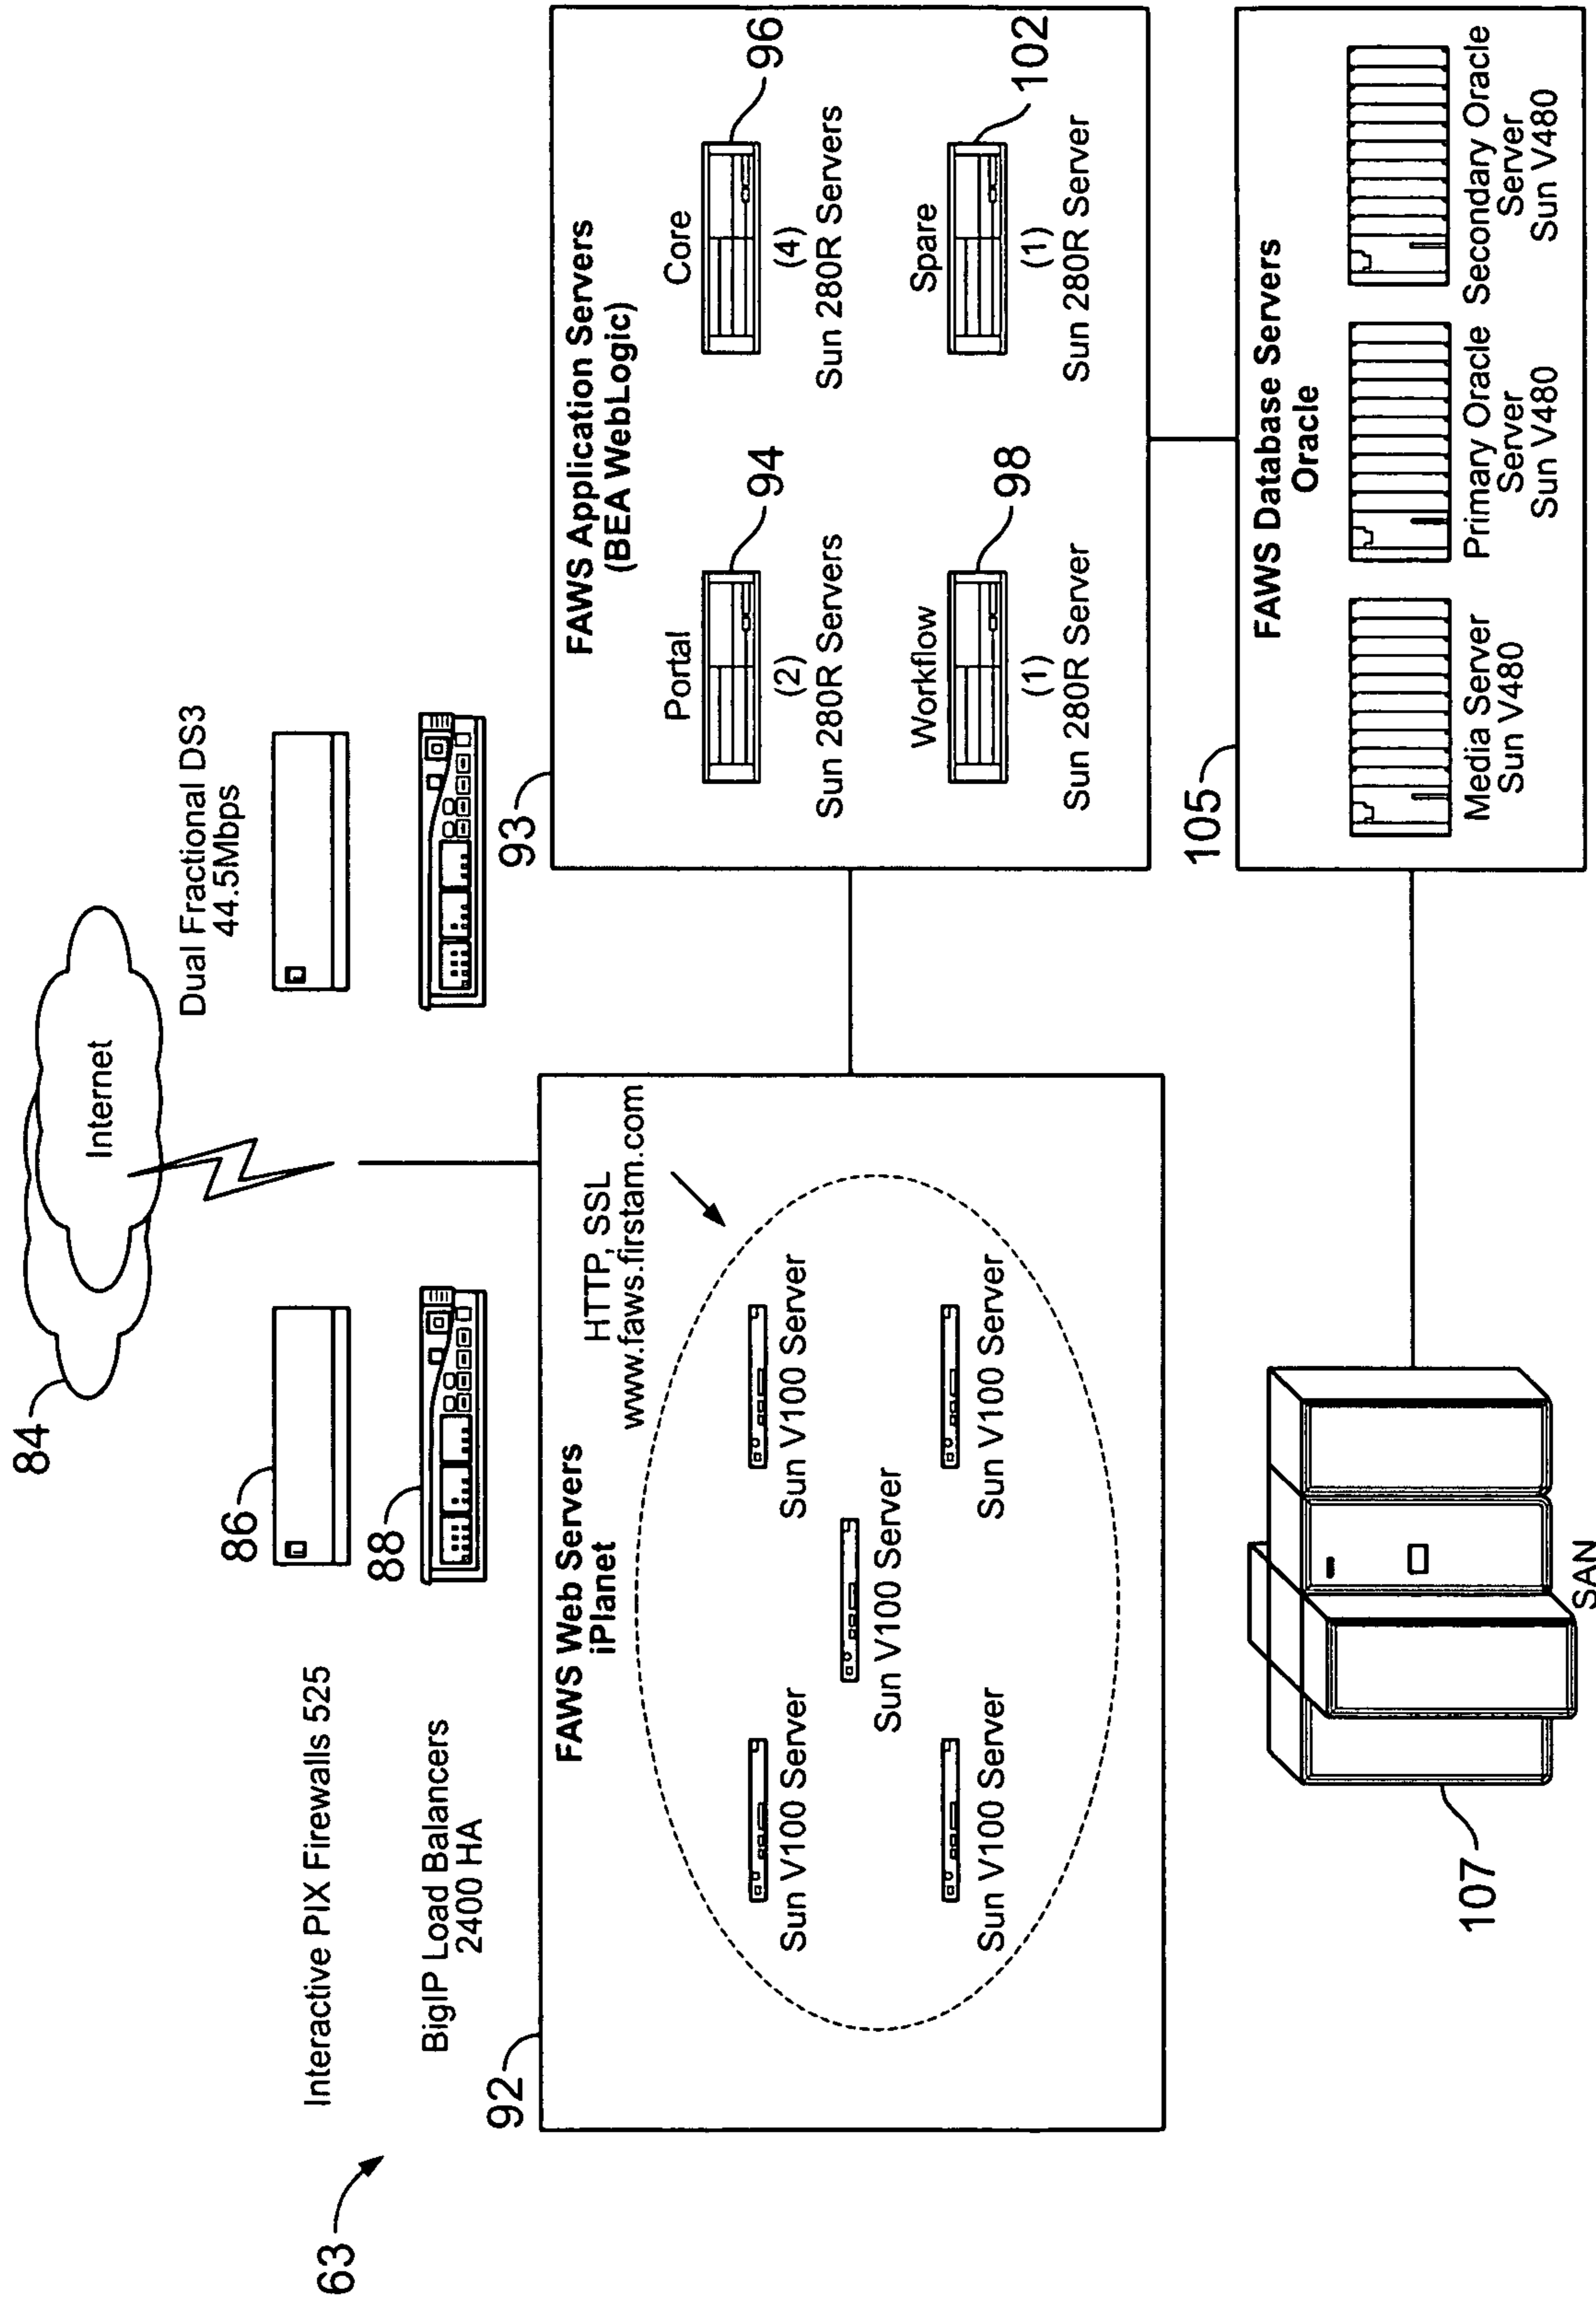 84
Internet
Dual Fractional DS3
44.5Mbps
Interactive PIX Firewalls 525
86
BigIP Load Balancers
2400 HA
88
63
92
FAWS Web Servers
iPlanet
HTTP, SSL
www.faws.firstam.com
Sun V100 Server
Sun V100 Server
Sun V100 Server
Sun V100 Server
Sun V100 Server
93
FAWS Application Servers
(BEA WebLogic)
Portal
94
(2)
Sun 280R Servers
Core
96
(4)
Sun 280R Servers
Workflow
98
(1)
Sun 280R Server
Spare
102
(1)
Sun 280R Server
105
FAWS Database Servers
Oracle
Media Server
Sun V480
Primary Oracle
Server
Sun V480
Secondary Oracle
Server
Sun V480
107
SAN